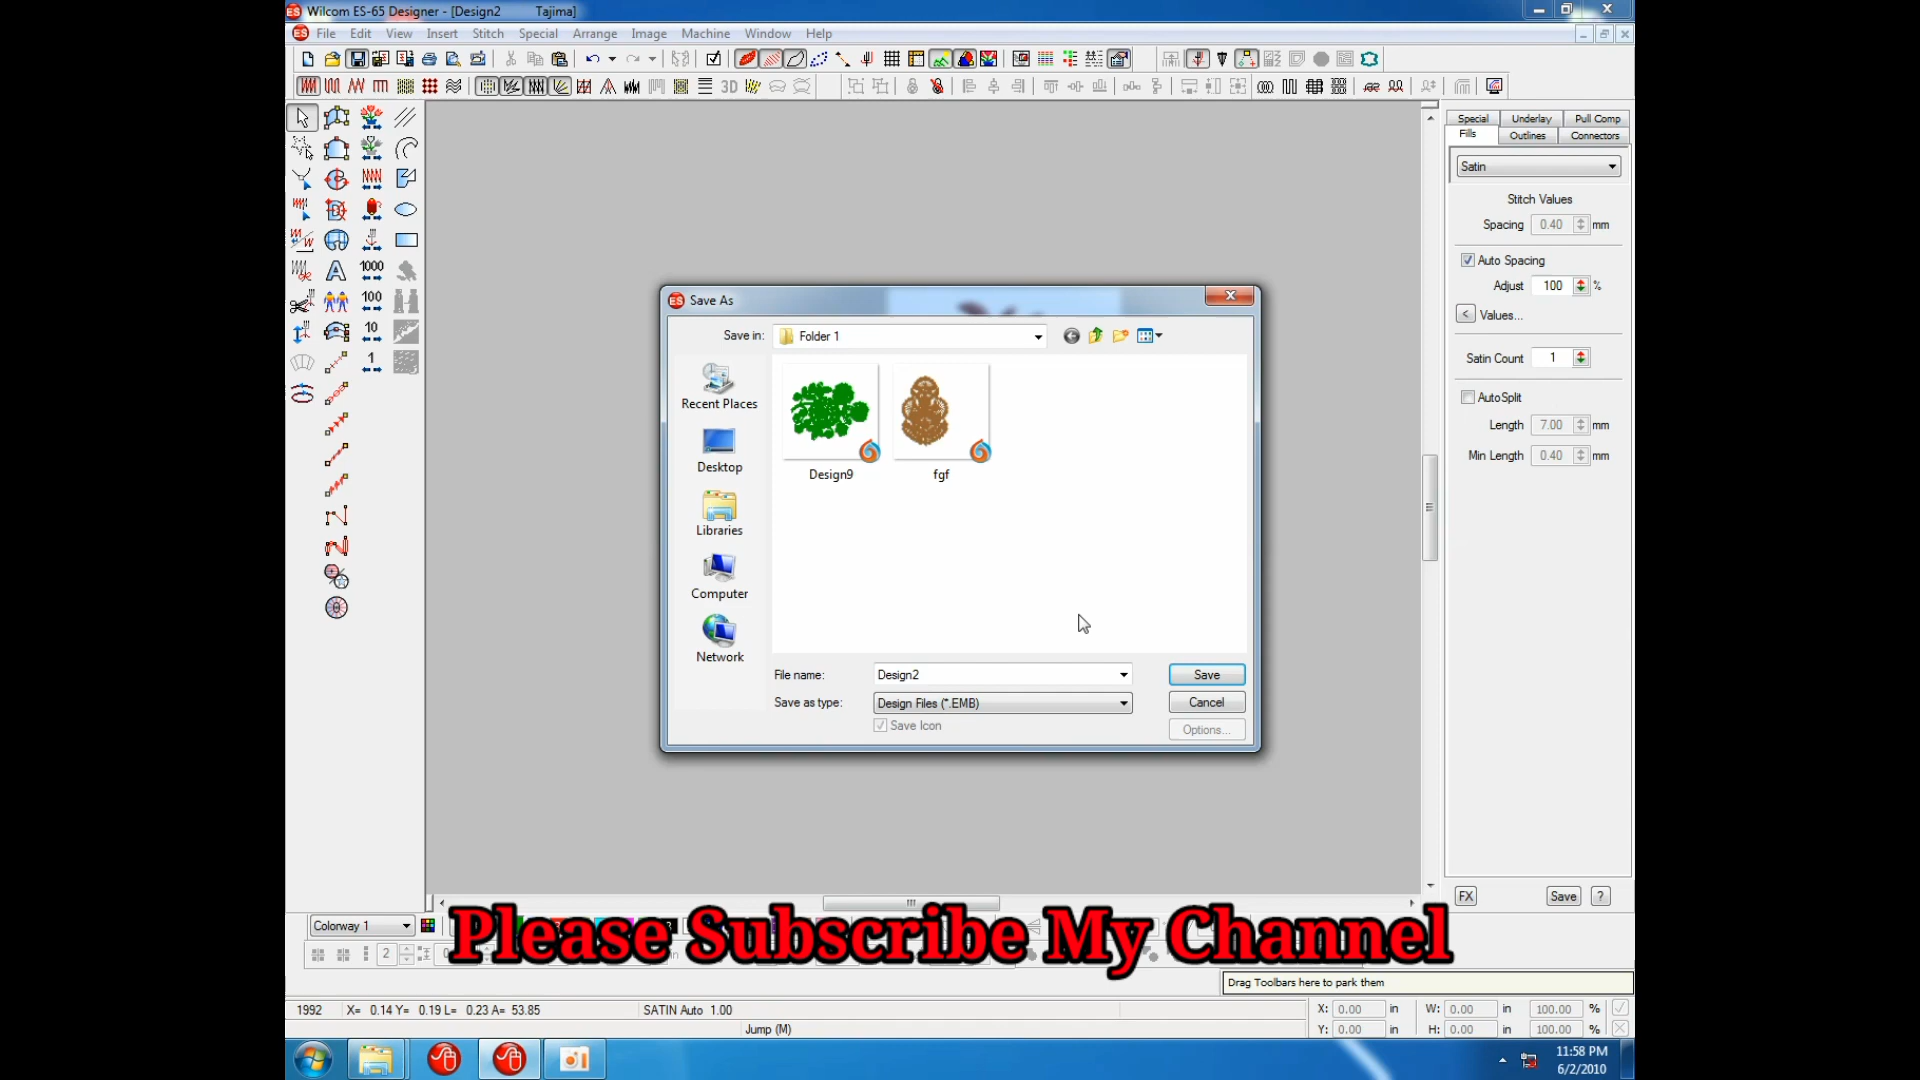 Wilcom ES-65 Designer - [Design2 Tajima]
File Edit View Insert Stitch Special Arrange Image Machine Window Help
3D
Special Underlay Pull Comp
Fills Outlines Connectors
Satin
Stitch Values
Spacing 0.40 mm
Auto Spacing
Adjust 100 %
< Values...
Satin Count 1
AutoSplit
Length 7.00 mm
Min Length 0.40 mm
1000
100
10
1
Save As
Save in: Folder 1
Recent Places
Desktop
Libraries
Computer
Network
Design9 fgf
File name: Design2 Save
Save as type: Design Files (*.EMB) Cancel
Save Icon Options...
FX Save ?
Colorway 1
2
Please Subscribe My Channel
Drag Toolbars here to park them
1992 X= 0.14 Y= 0.19 L= 0.23 A= 53.85 SATIN Auto 1.00 X: 0.00 in W: 0.00 in 100.00 %
Jump (M) Y: 0.00 in H: 0.00 in 100.00 %
11:58 PM
6/2/2010